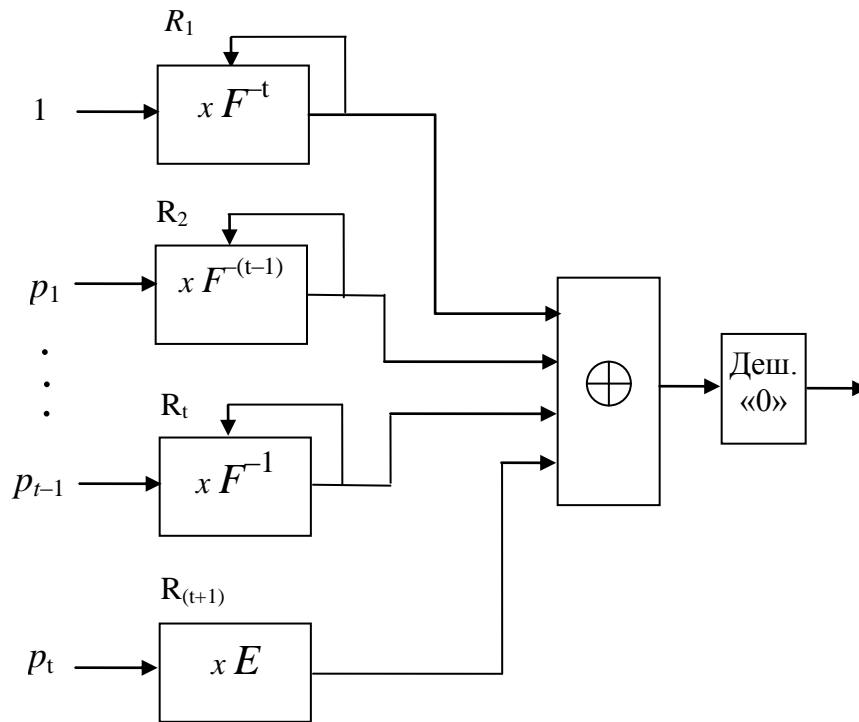 R₁
1
x F⁻ᵗ
R₂
p₁
x F⁻⁽ᵗ⁻¹⁾
⊕
Деш.
«0»
Rₜ
pₜ₋₁
x F⁻¹
R₍ₜ₊₁₎
pₜ
x E